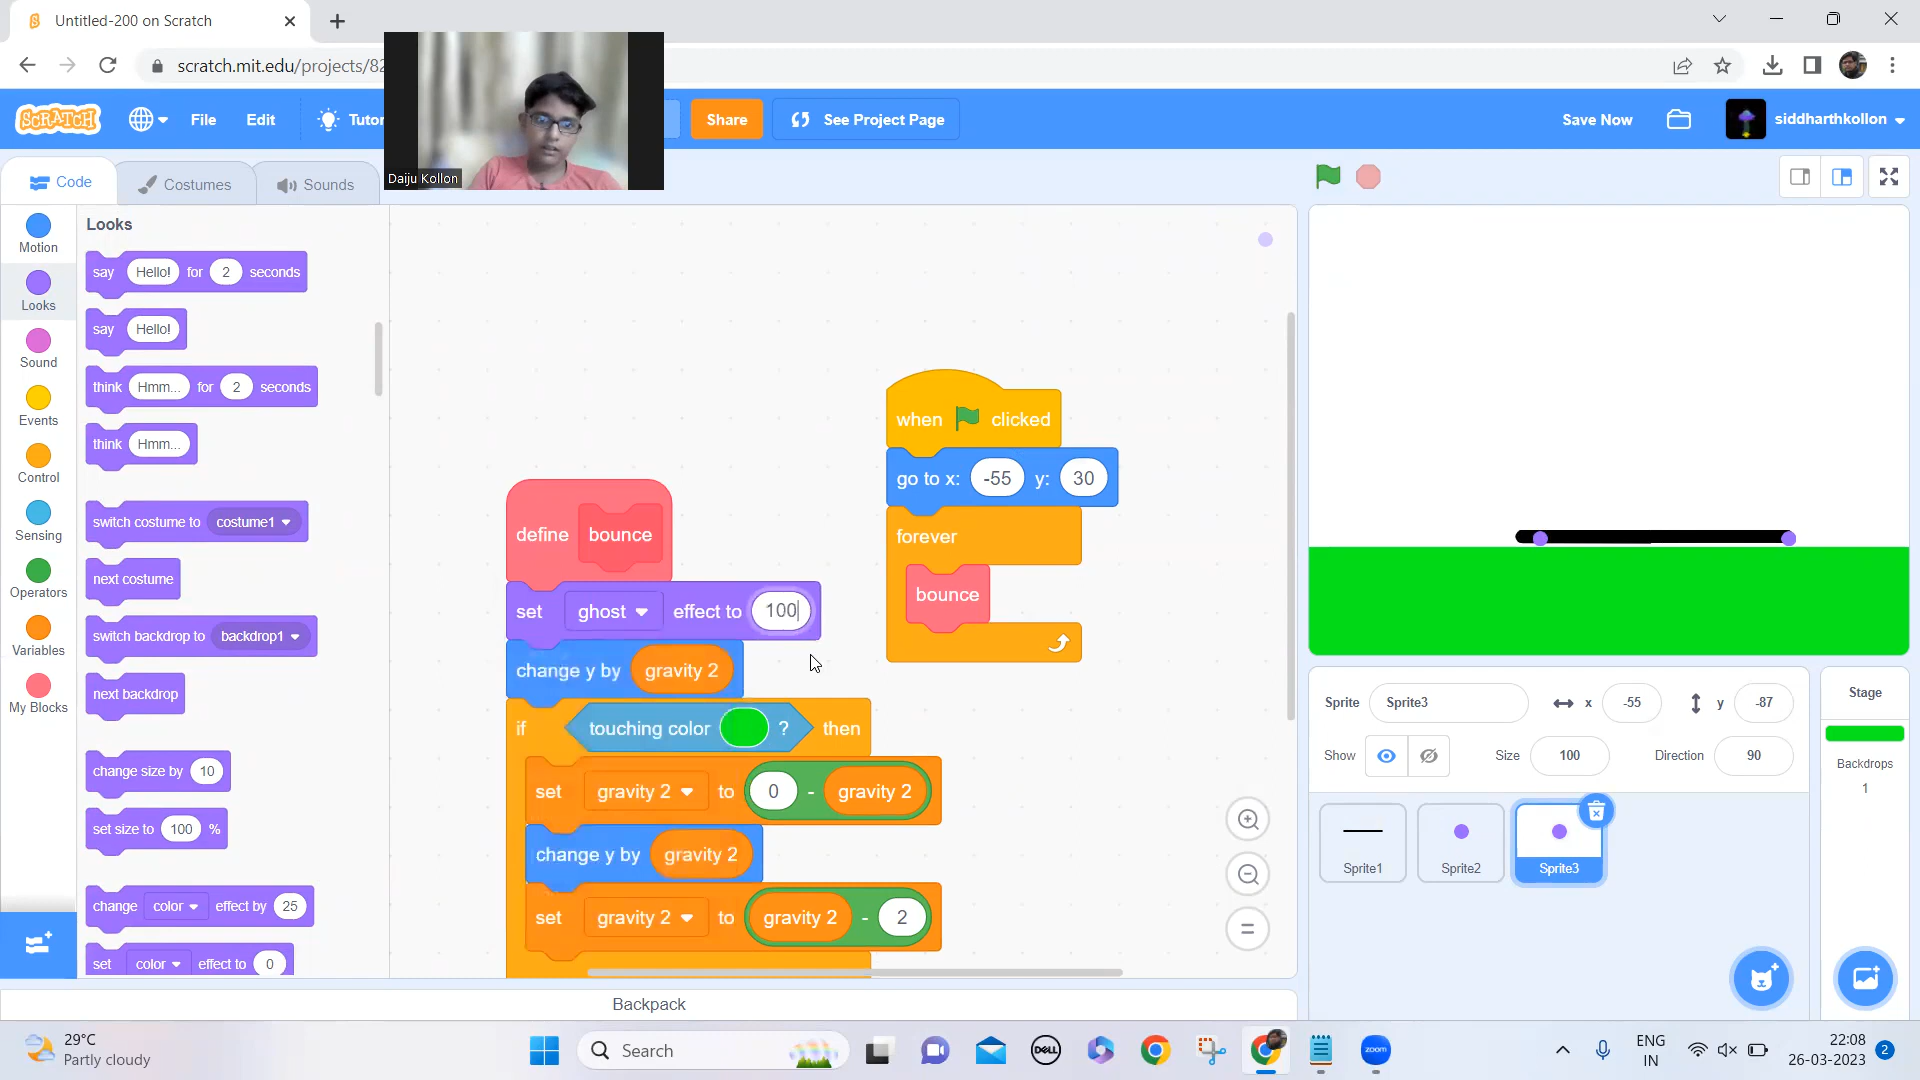 Untitled-200 on Scratch
scratch.mit.edu/projects/82
SCRATCH
File
Edit
Tutor
Share
See Project Page
Save Now
siddharthkollon
Daiju Kollon
Code
Costumes
Sounds
Motion
Looks
Sound
Events
Control
Sensing
Operators
Variables
My Blocks
Looks
say Hello! for 2 seconds
say Hello!
think Hmm... for 2 seconds
think Hmm...
switch costume to costume1
next costume
switch backdrop to backdrop1
next backdrop
change size by 10
set size to 100 %
change color effect by 25
set color effect to 0
define bounce
set ghost effect to 100
change y by gravity 2
if touching color ? then
set gravity 2 to 0 - gravity 2
change y by gravity 2
set gravity 2 to gravity 2 - 2
when clicked
go to x: -55 y: 30
forever
bounce
Backpack
Sprite Sprite3 x -55 y -87
Show Size 100 Direction 90
Sprite1
Sprite2
Sprite3
Stage
Backdrops
1
29°C
Partly cloudy
Search
DELL
zoom
ENG
IN
22:08
26-03-2023
2